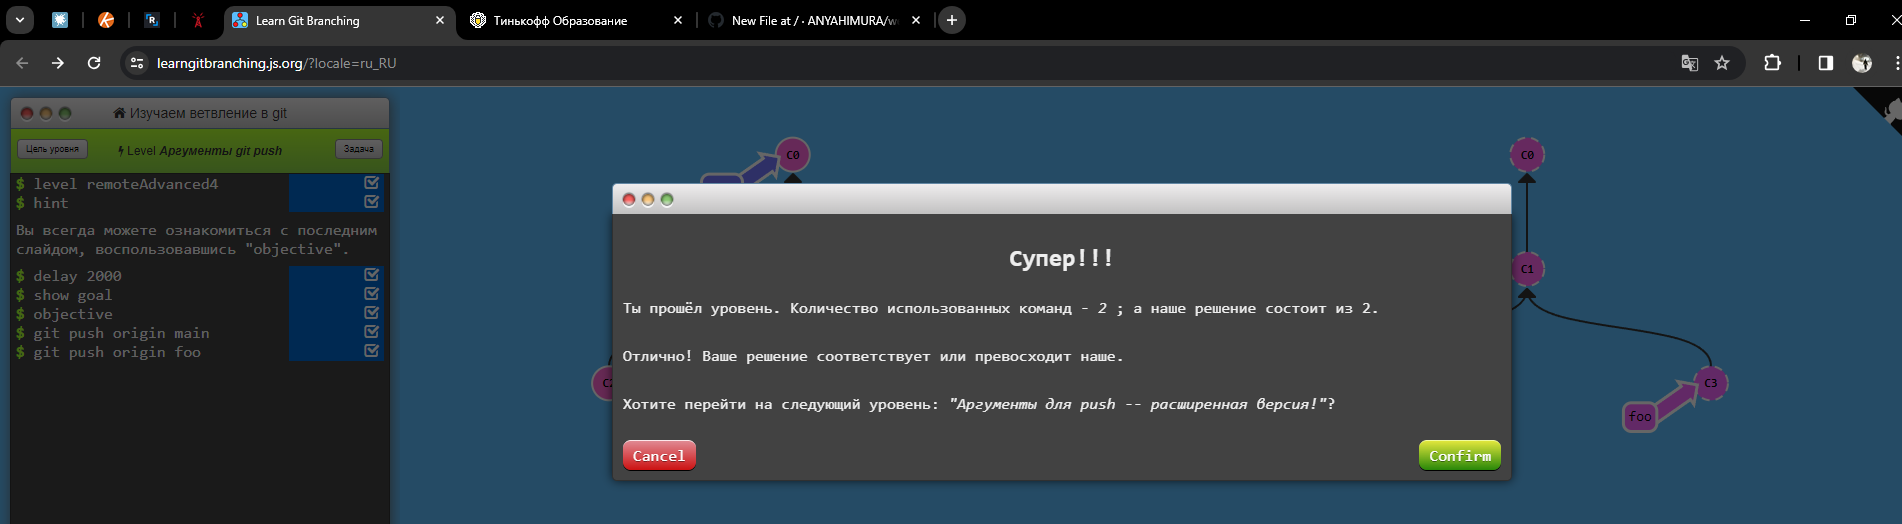 Learn Git Branching
Тинькофф Образование
New File at / · ANYAHIMURA/w
learngitbranching.js.org/?locale=ru_RU
Изучаем ветвление в git
Цель уровня
Level Аргументы git push
Задача
$ level remoteAdvanced4
$ hint
Вы всегда можете ознакомиться с последним
слайдом, воспользовавшись "objective".
$ delay 2000
$ show goal
$ objective
$ git push origin main
$ git push origin foo
C0
C0
Супер!!!
C1
Ты прошёл уровень. Количество использованных команд - 2 ; а наше решение состоит из 2.
Отлично! Ваше решение соответствует или превосходит наше.
C3
Хотите перейти на следующий уровень: "Аргументы для push -- расширенная версия!"?
foo
Cancel
Confirm